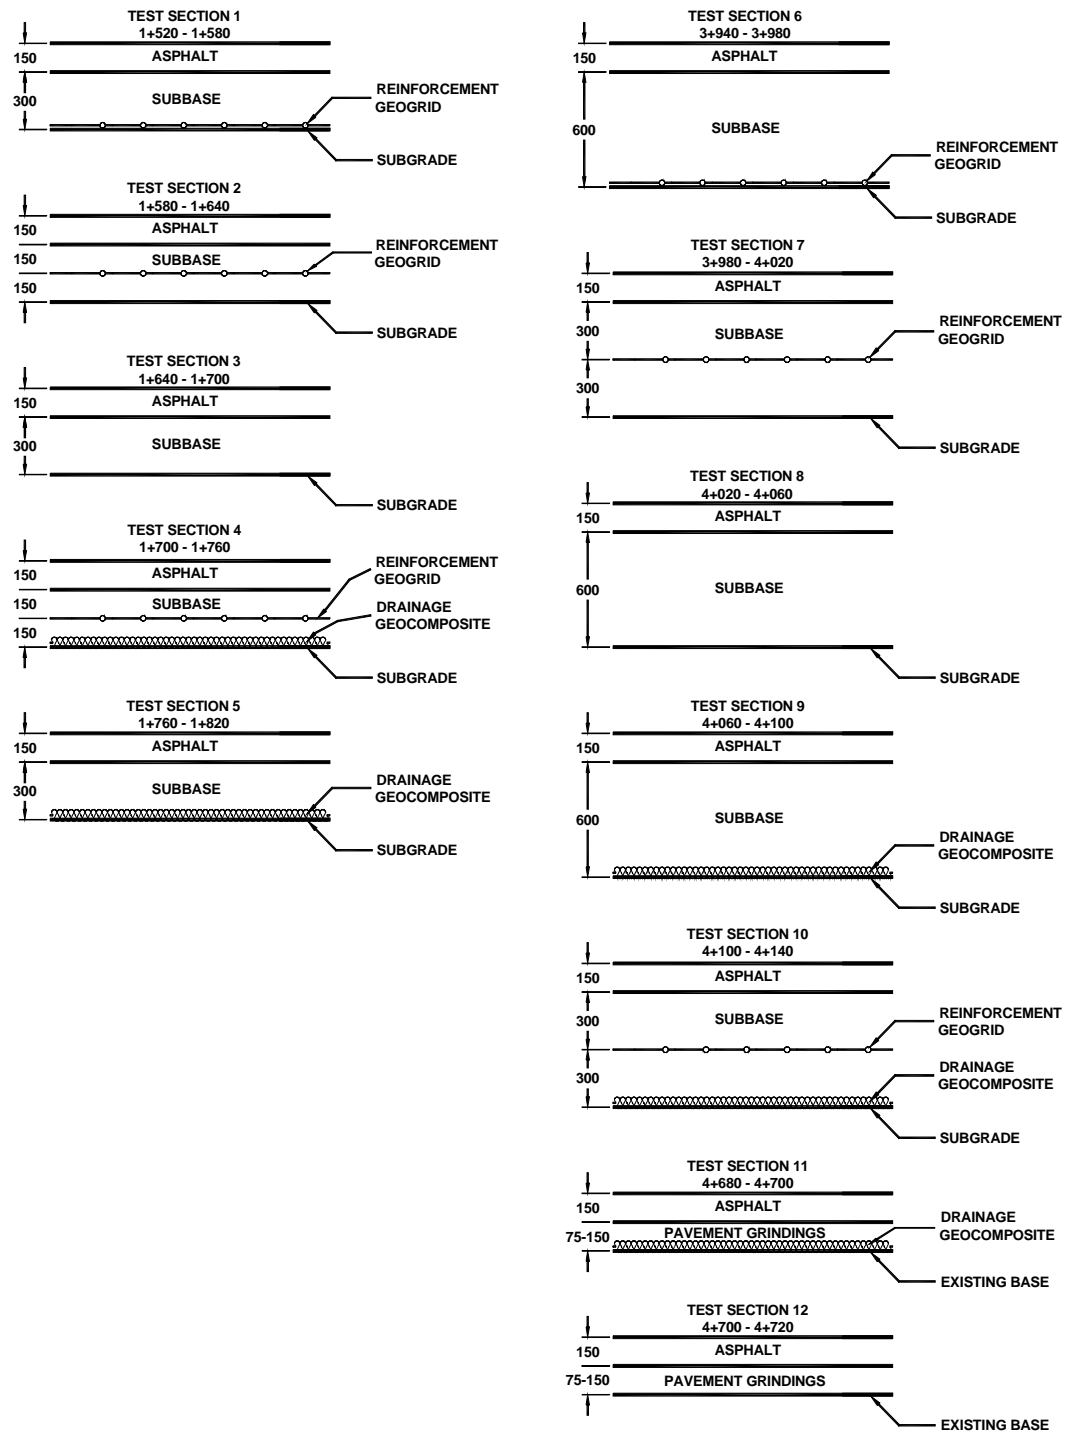 TEST SECTION 1
1+520 - 1+580
150
ASPHALT
300
SUBBASE
REINFORCEMENT
GEOGRID
SUBGRADE
TEST SECTION 2
1+580 - 1+640
150
ASPHALT
150
SUBBASE
REINFORCEMENT
GEOGRID
150
SUBGRADE
TEST SECTION 3
1+640 - 1+700
150
ASPHALT
300
SUBBASE
SUBGRADE
TEST SECTION 4
1+700 - 1+760
150
ASPHALT
REINFORCEMENT
GEOGRID
150
SUBBASE
DRAINAGE
GEOCOMPOSITE
150
SUBGRADE
TEST SECTION 5
1+760 - 1+820
150
ASPHALT
300
SUBBASE
DRAINAGE
GEOCOMPOSITE
SUBGRADE
TEST SECTION 6
3+940 - 3+980
150
ASPHALT
600
SUBBASE
REINFORCEMENT
GEOGRID
SUBGRADE
TEST SECTION 7
3+980 - 4+020
150
ASPHALT
300
SUBBASE
REINFORCEMENT
GEOGRID
300
SUBGRADE
TEST SECTION 8
4+020 - 4+060
150
ASPHALT
600
SUBBASE
SUBGRADE
TEST SECTION 9
4+060 - 4+100
150
ASPHALT
600
SUBBASE
DRAINAGE
GEOCOMPOSITE
SUBGRADE
TEST SECTION 10
4+100 - 4+140
150
ASPHALT
300
SUBBASE
REINFORCEMENT
GEOGRID
300
DRAINAGE
GEOCOMPOSITE
SUBGRADE
TEST SECTION 11
4+680 - 4+700
150
ASPHALT
75-150
PAVEMENT GRINDINGS
DRAINAGE
GEOCOMPOSITE
EXISTING BASE
TEST SECTION 12
4+700 - 4+720
150
ASPHALT
75-150
PAVEMENT GRINDINGS
EXISTING BASE